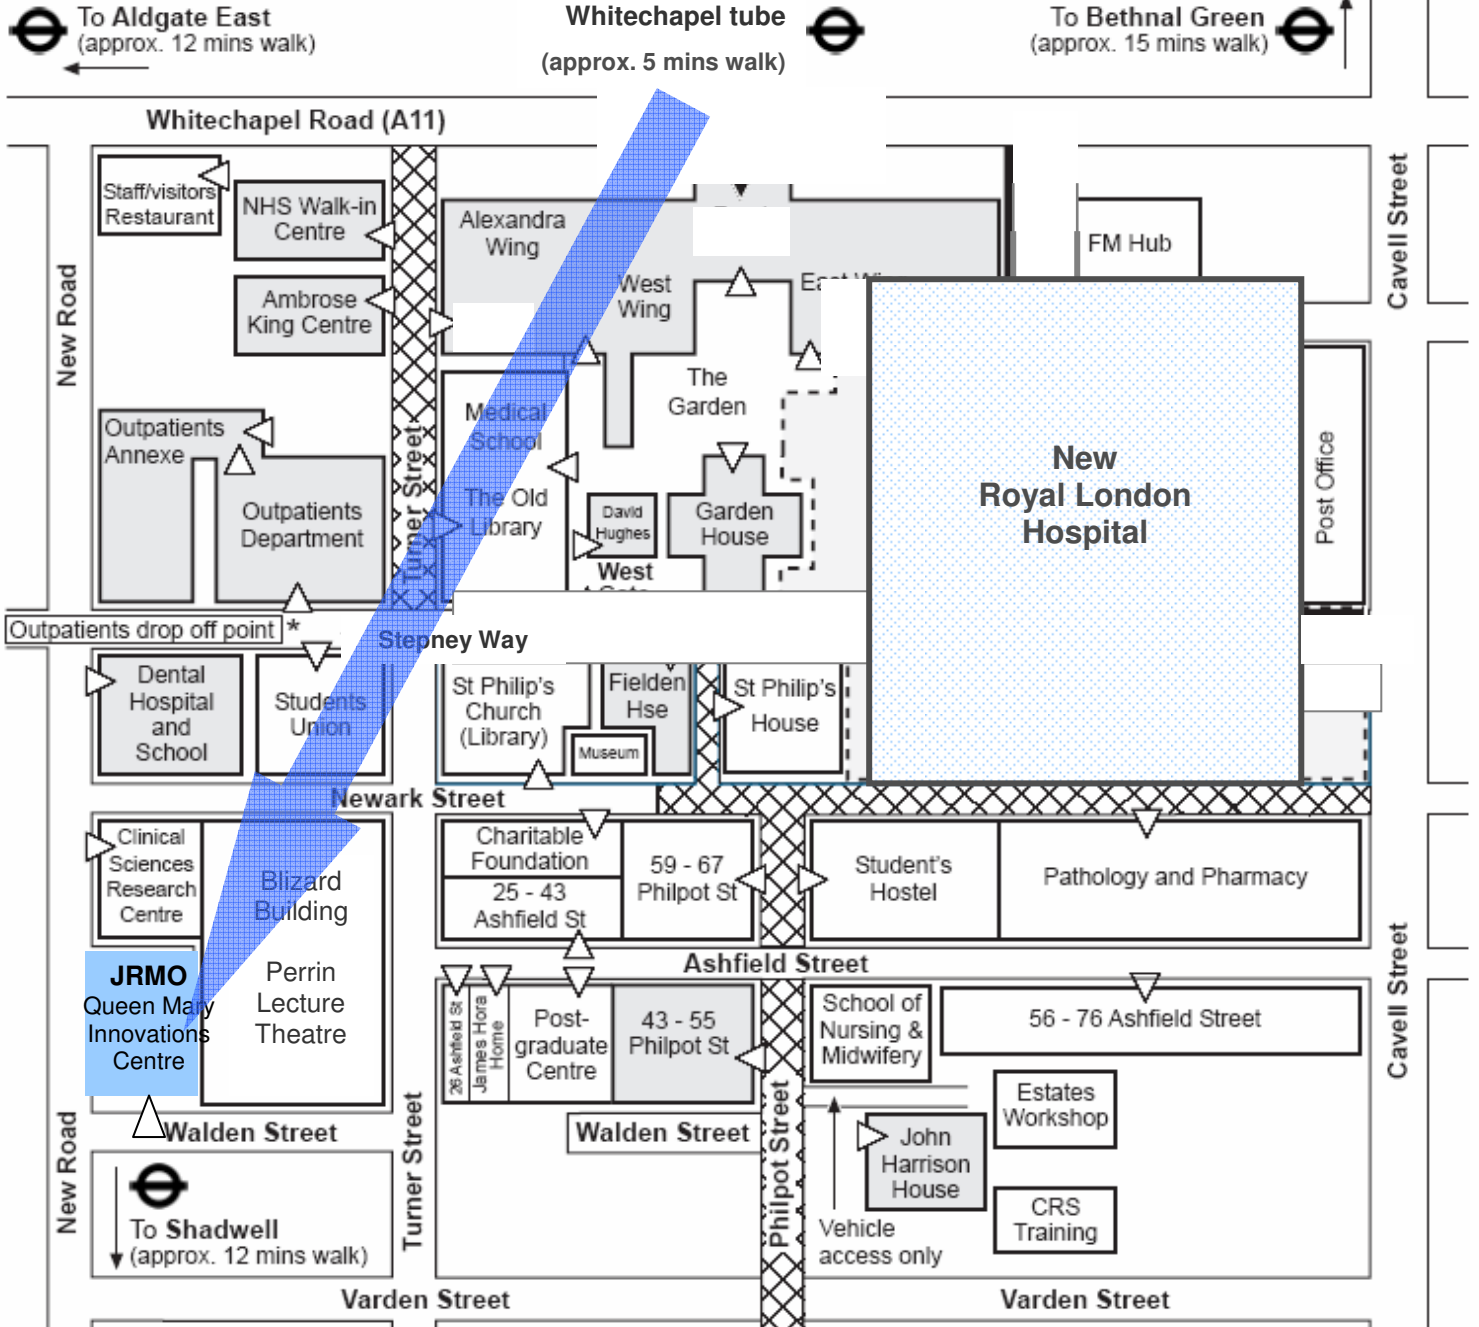 To Aldgate East
(approx. 12 mins walk)
Whitechapel tube
(approx. 5 mins walk)
To Bethnal Green
(approx. 15 mins walk)
Whitechapel Road (A11)
Staff/visitors
Restaurant
NHS Walk-in
Centre
Ambrose
King Centre
Alexandra
Wing
West
Wing
FM Hub
Cavell Street
New Road
The
Garden
Medical
School
The Old
Library
Outpatients
Annexe
Outpatients
Department
Turner Street
David
Hughes
Garden
House
West
New
Royal London
Hospital
Post Office
Outpatients drop off point *
Stepney Way
Dental
Hospital
and
School
Students
Union
St Philip's
Church
(Library)
Fielden
Hse
Museum
St Philip's
House
Newark Street
Clinical
Sciences
Research
Centre
Blizard
Building
Perrin
Lecture
Theatre
Charitable
Foundation
25 - 43
Ashfield St
59 - 67
Philpot St
Student's
Hostel
Pathology and Pharmacy
JRMO
Queen Mary
Innovations
Centre
Ashfield Street
26 Ashfield St
James Hora
Home
Post-
graduate
Centre
43 - 55
Philpot St
School of
Nursing &
Midwifery
56 - 76 Ashfield Street
Cavell Street
Estates
Workshop
Walden Street
Walden Street
John
Harrison
House
CRS
Training
New Road
To Shadwell
(approx. 12 mins walk)
Turner Street
Philpot Street
Vehicle
access only
Varden Street
Varden Street